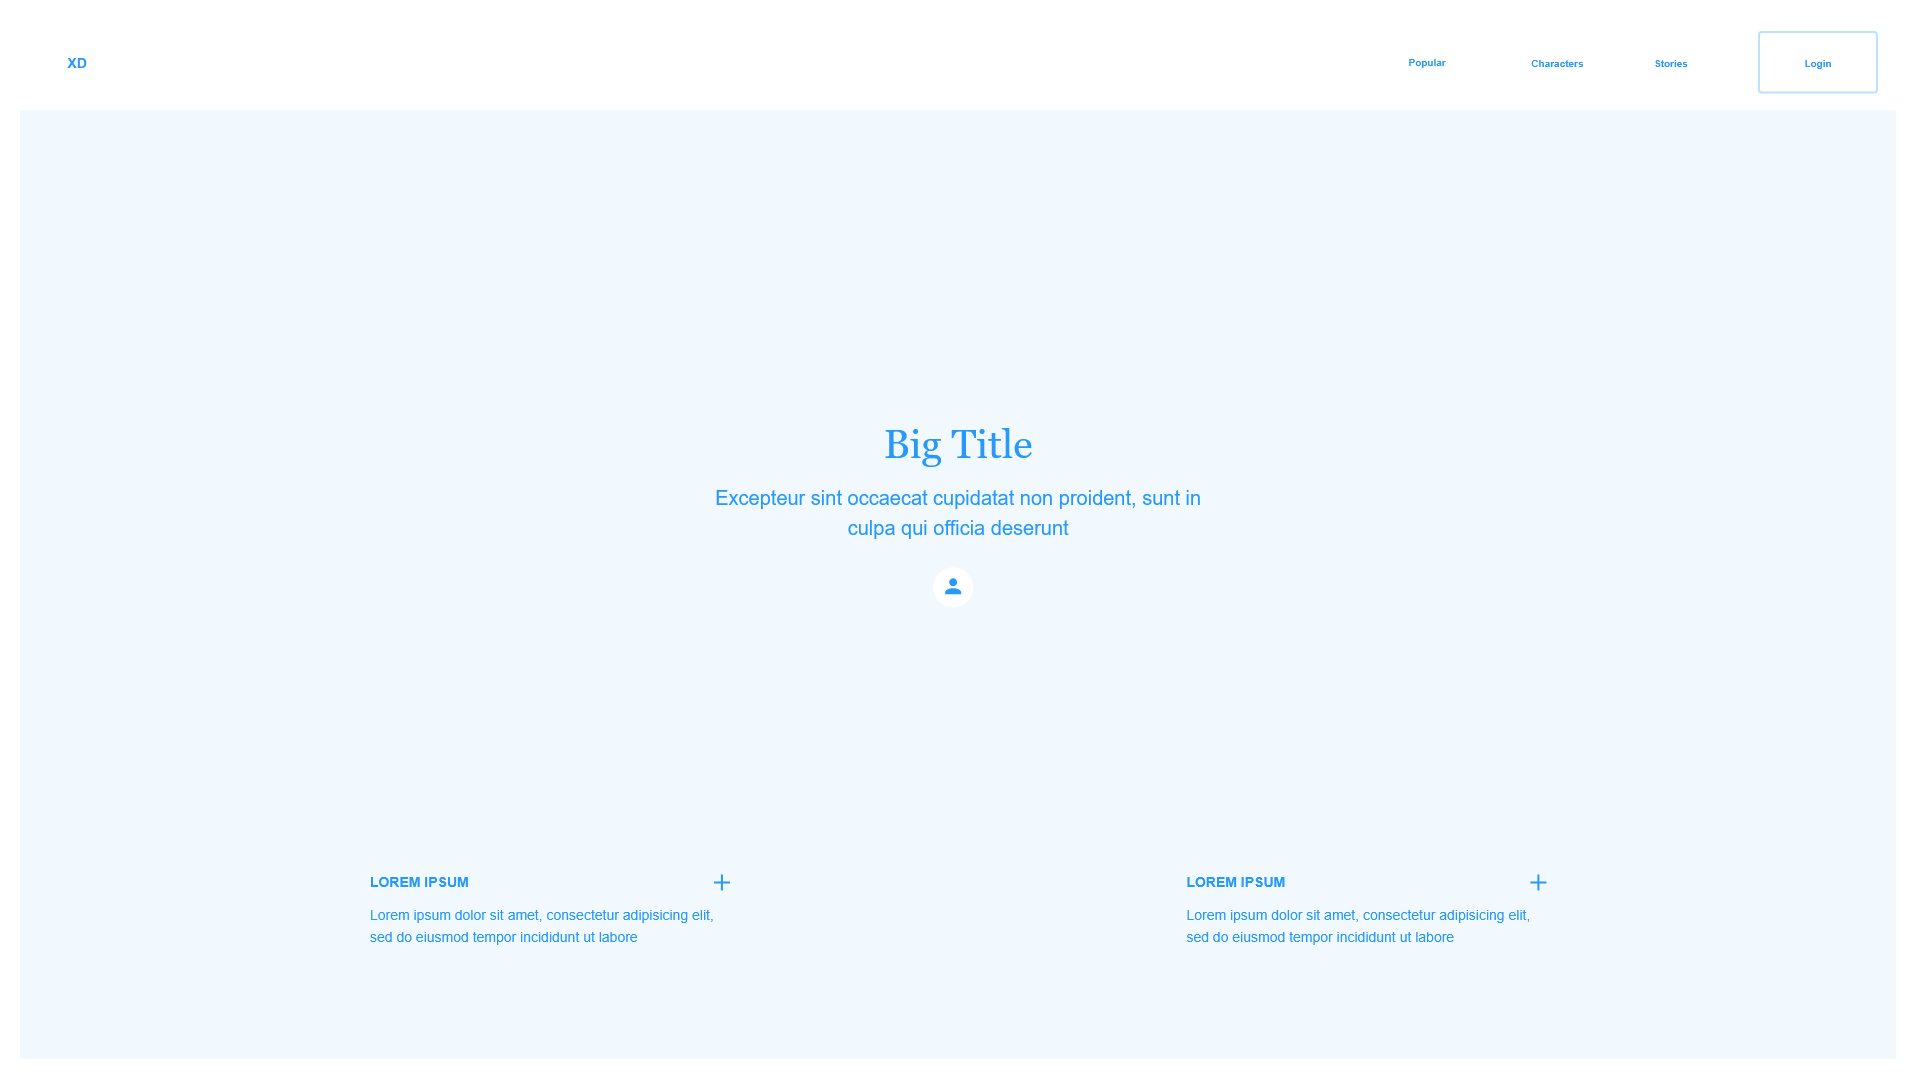 XD
Popular
Characters
Stories
Login
Big Title
Excepteur sint occaecat cupidatat non proident, sunt in
culpa qui officia deserunt
LOREM IPSUM
Lorem ipsum dolor sit amet, consectetur adipisicing elit,
sed do eiusmod tempor incididunt ut labore
LOREM IPSUM
Lorem ipsum dolor sit amet, consectetur adipisicing elit,
sed do eiusmod tempor incididunt ut labore